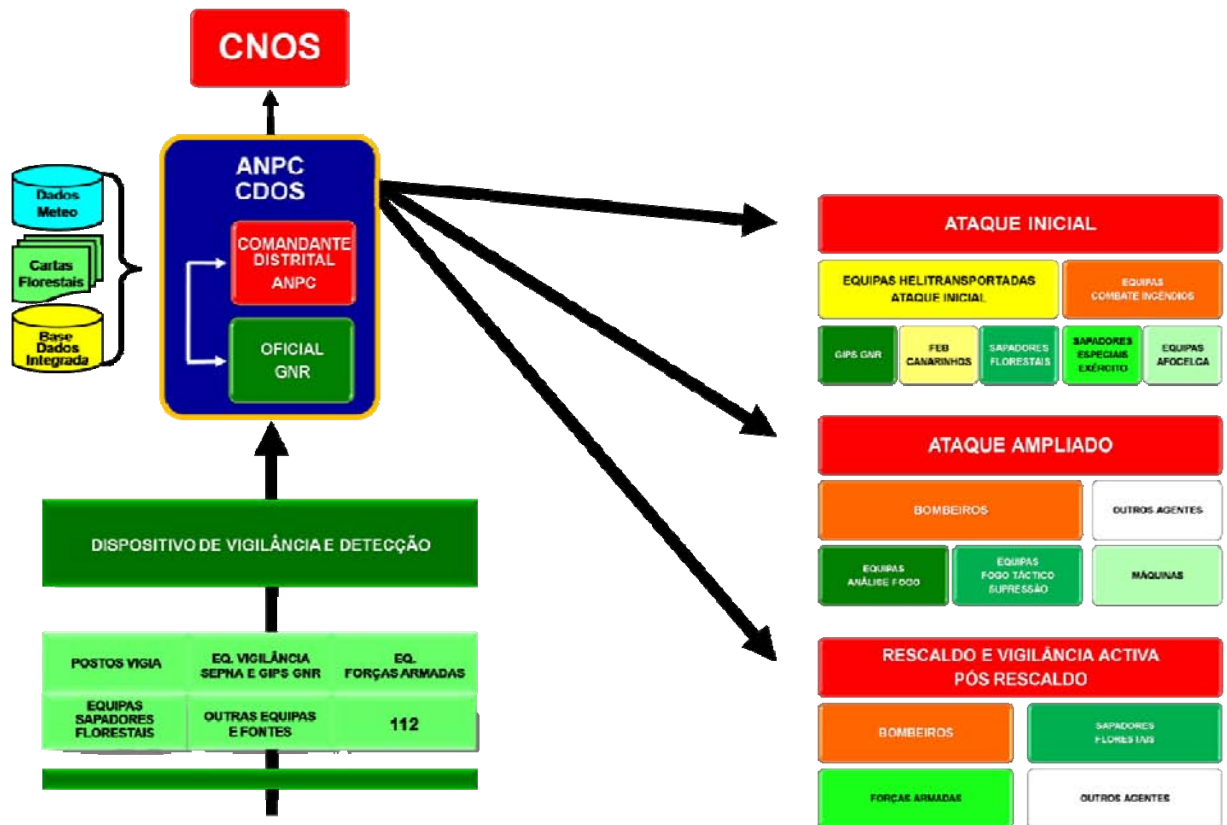 CNOS
ANPC
CDOS
COMANDANTE
DISTRITAL
ANPC
OFICIAL
GNR
Dados
Meteo
Cartas
Florestais
Base
Dados
Integrada
DISPOSITIVO DE VIGILÂNCIA E DETECÇÃO
POSTOS VIGIA
EQ. VIGILÂNCIA
SEPNA E GIPS GNR
EQ.
FORÇAS ARMADAS
EQUIPAS
SAPADORES
FLORESTAIS
OUTRAS EQUIPAS
E FONTES
112
ATAQUE INICIAL
EQUIPAS HELITRANSPORTADAS
ATAQUE INICIAL
EQUIPAS
COMBATE INCÊNDIOS
GIPS GNR
FEB
CANARINHOS
SAPADORES
FLORESTAIS
SAPADORES
ESPECIAIS
EXÉRCITO
EQUIPAS
AFOCELCA
ATAQUE AMPLIADO
BOMBEIROS
OUTROS AGENTES
EQUIPAS
ANÁLISE FOGO
EQUIPAS
FOGO TÁCTICO
SUPRESSÃO
MÁQUINAS
RESCALDO E VIGILÂNCIA ACTIVA
PÓS RESCALDO
BOMBEIROS
SAPADORES
FLORESTAIS
FORÇAS ARMADAS
OUTROS AGENTES